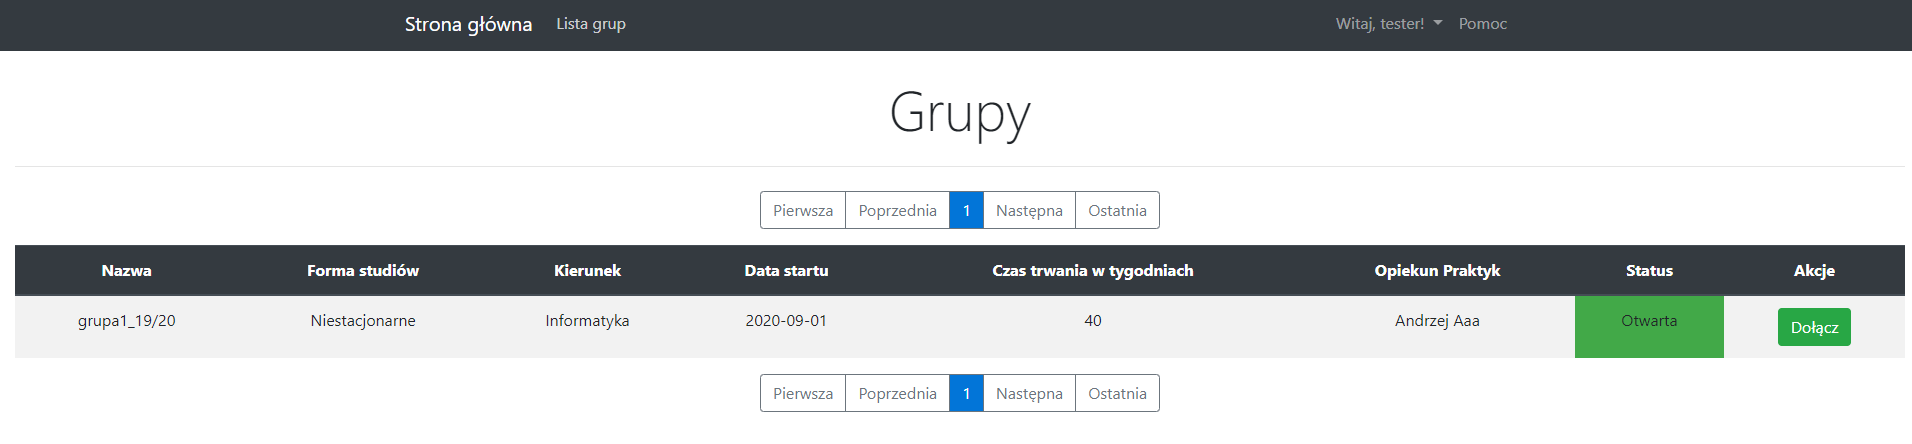 Strona główna Lista grup Witaj, tester! Pomoc
Grupy
Pierwsza Poprzednia 1 Następna Ostatnia
Nazwa Forma studiów Kierunek Data startu Czas trwania w tygodniach Opiekun Praktyk Status Akcje
grupa1_19/20 Niestacjonarne Informatyka 2020-09-01 40 Andrzej Aaa Otwarta Dołącz
Pierwsza Poprzednia 1 Następna Ostatnia